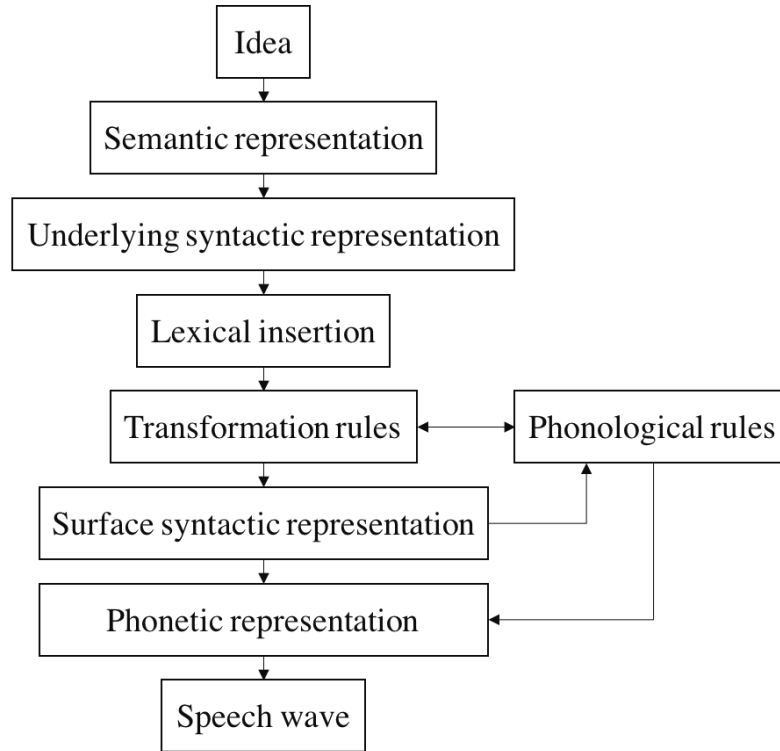 Idea
Semantic representation
Underlying syntactic representation
Lexical insertion
Transformation rules
Phonological rules
Surface syntactic representation
Phonetic representation
Speech wave